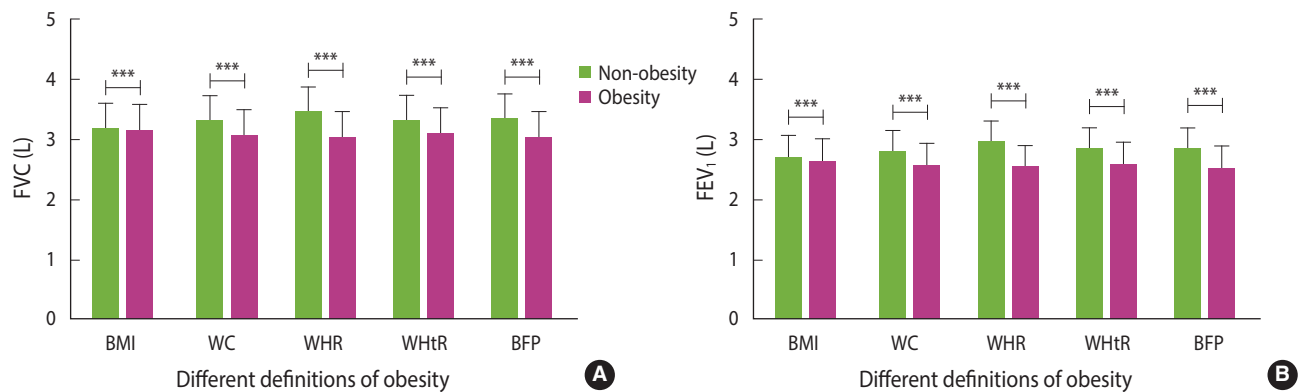 5
4
3
2
1
0
FVC (L)
***
***
***
***
***
BMI
WC
WHR
WHtR
BFP
Different definitions of obesity
A
Non-obesity
Obesity
5
4
3
2
1
0
FEV₁ (L)
***
***
***
***
***
BMI
WC
WHR
WHtR
BFP
Different definitions of obesity
B